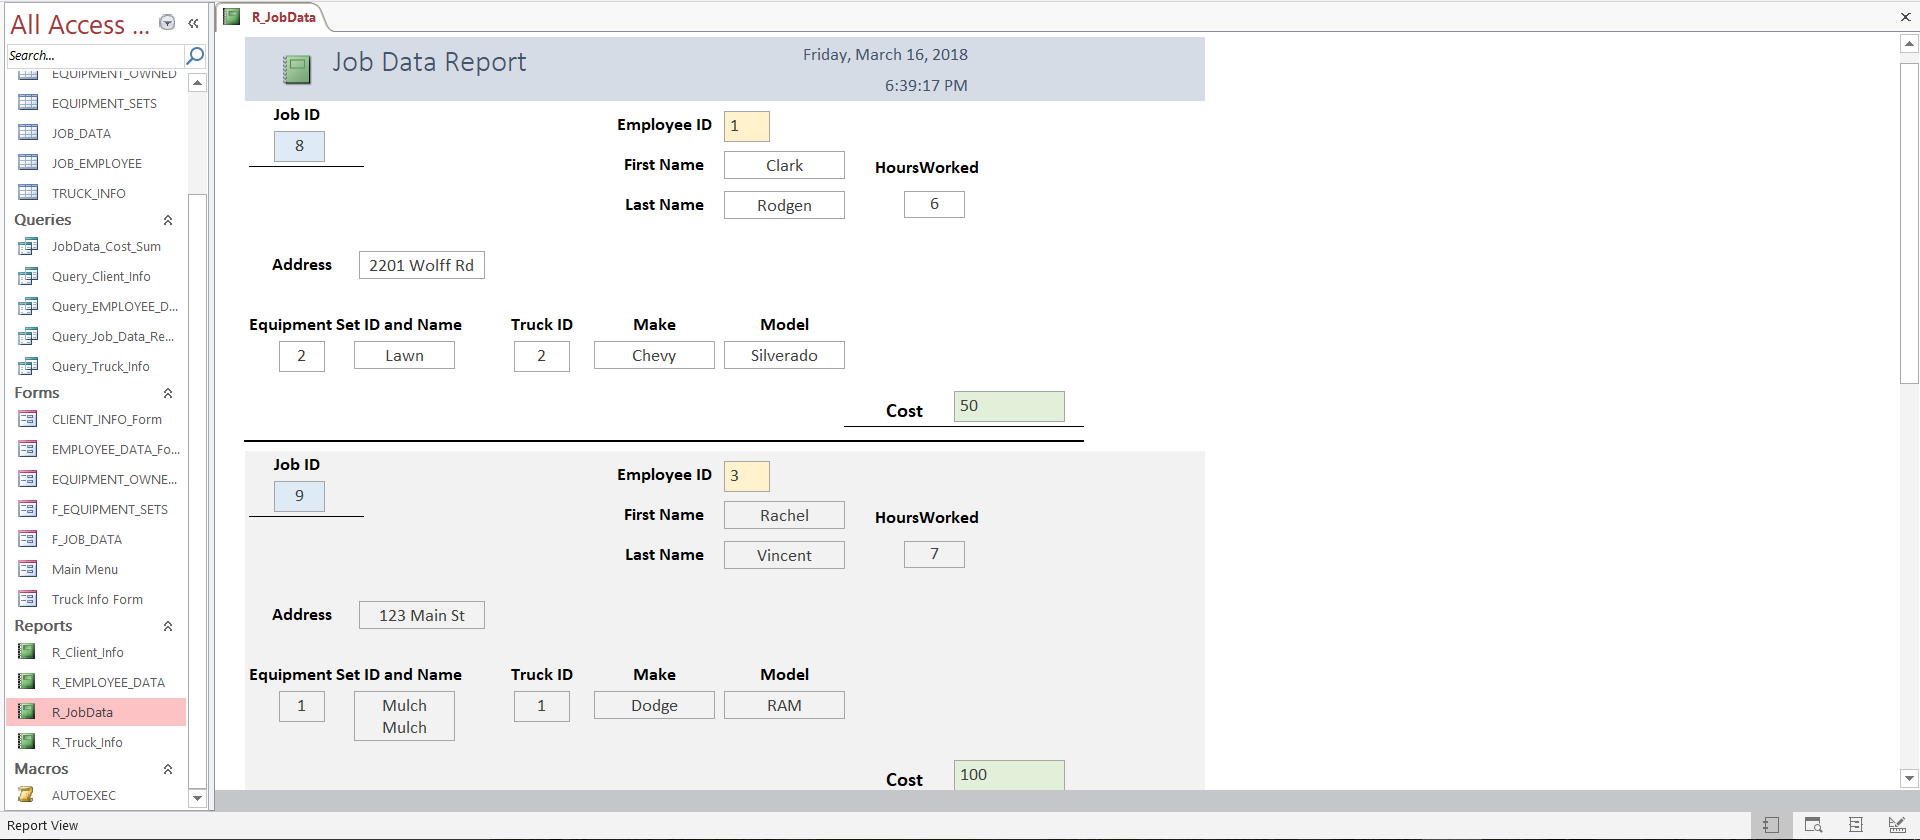 All Access ...
«
Search...
EQUIPMENT_OWNED
EQUIPMENT_SETS
JOB_DATA
JOB_EMPLOYEE
TRUCK_INFO
Queries
JobData_Cost_Sum
Query_Client_Info
Query_EMPLOYEE_D...
Query_Job_Data_Re...
Query_Truck_Info
Forms
CLIENT_INFO_Form
EMPLOYEE_DATA_Fo...
EQUIPMENT_OWNE...
F_EQUIPMENT_SETS
F_JOB_DATA
Main Menu
Truck Info Form
Reports
R_Client_Info
R_EMPLOYEE_DATA
R_JobData
R_Truck_Info
Macros
AUTOEXEC
R_JobData
Job Data Report
Friday, March 16, 2018
6:39:17 PM
Job ID
8
Employee ID 1
First Name Clark
HoursWorked
Last Name Rodgen
6
Address 2201 Wolff Rd
Equipment Set ID and Name Truck ID Make Model
2 Lawn 2 Chevy Silverado
Cost 50
Job ID
9
Employee ID 3
First Name Rachel
HoursWorked
Last Name Vincent
7
Address 123 Main St
Equipment Set ID and Name Truck ID Make Model
1 Mulch 1 Dodge RAM
Mulch
Cost 100
Report View